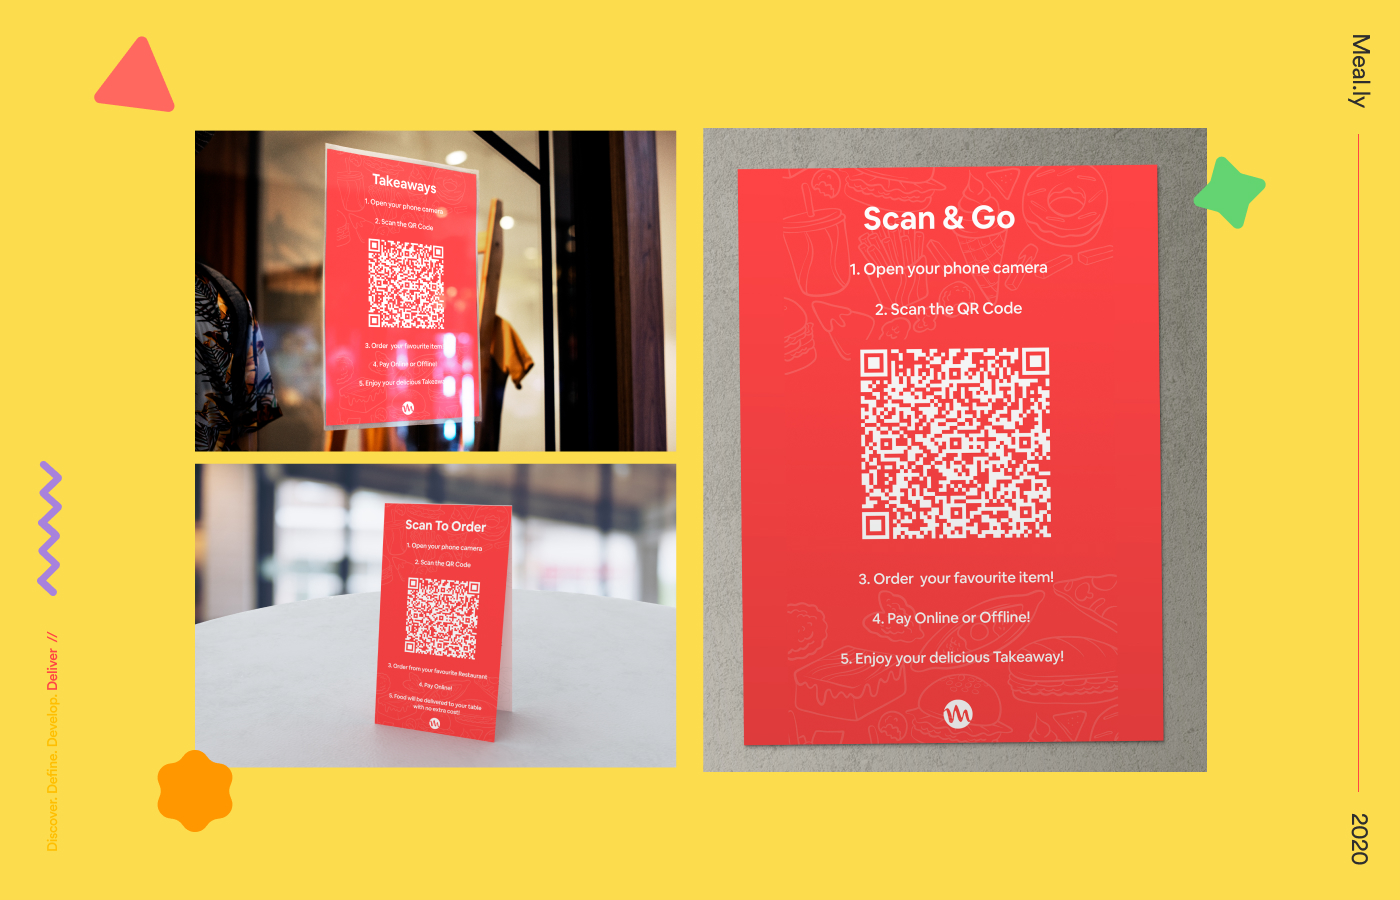 Meal.ly
2020
Discover. Define. Develop. Deliver //
Takeaways
1. Open your phone camera
2. Scan the QR Code
3. Order  your favourite item!
4. Pay Online or Offline!
5. Enjoy your delicious Takeaway!
Scan To Order
1. Open your phone camera
2. Scan the QR Code
3. Order from your favourite Restaurant
4. Pay Online!
5. Food will be delivered to your table
with no extra cost!
Scan & Go
1. Open your phone camera
2. Scan the QR Code
3. Order  your favourite item!
4. Pay Online or Offline!
5. Enjoy your delicious Takeaway!